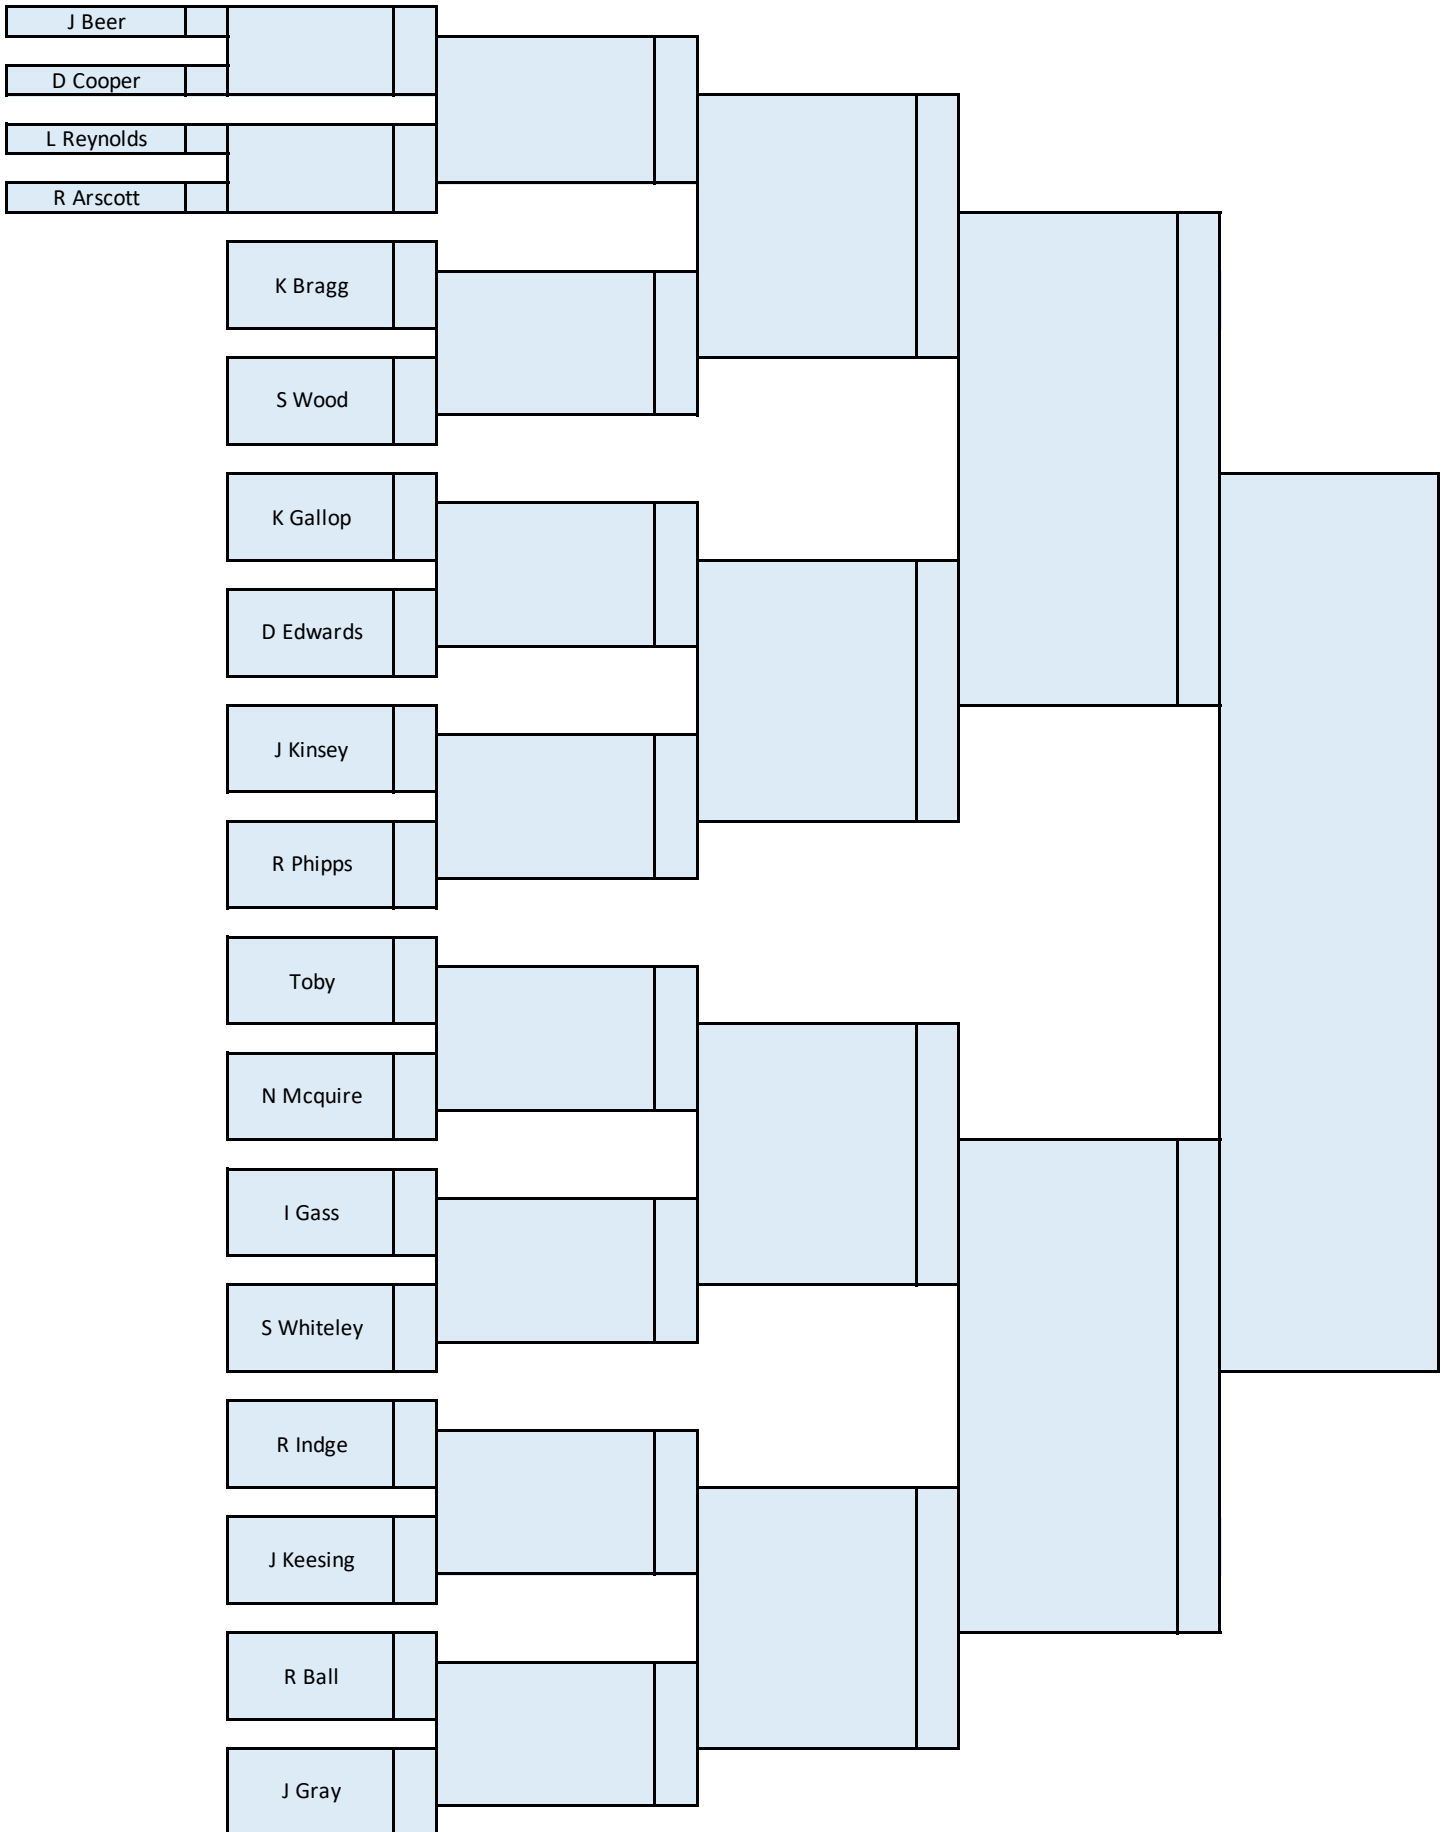 J Beer
D Cooper
L Reynolds
R Arscott
K Bragg
S Wood
K Gallop
D Edwards
J Kinsey
R Phipps
Toby
N Mcquire
I Gass
S Whiteley
R Indge
J Keesing
R Ball
J Gray